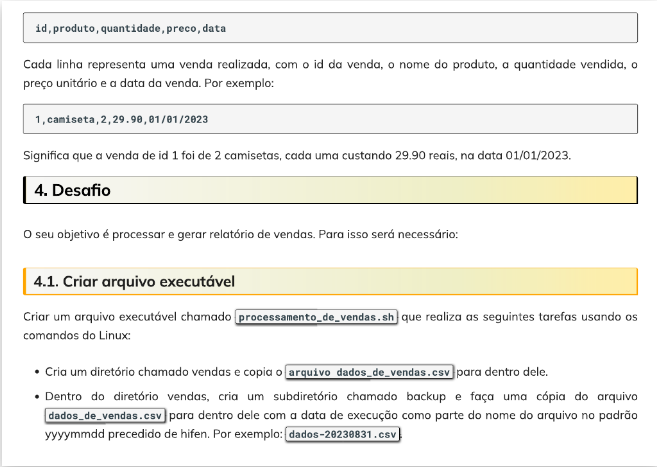 id,produto,quantidade,preco,data
Cada linha representa uma venda realizada, com o id da venda, o nome do produto, a quantidade vendida, o
preço unitário e a data da venda. Por exemplo:
1,camiseta,2,29.90,01/01/2023
Significa que a venda de id 1 foi de 2 camisetas, cada uma custando 29.90 reais, na data 01/01/2023.
4. Desafio
O seu objetivo é processar e gerar relatório de vendas. Para isso será necessário:
4.1. Criar arquivo executável
Criar um arquivo executável chamado processamento_de_vendas.sh que realiza as seguintes tarefas usando os
comandos do Linux:
• Cria um diretório chamado vendas e copia o arquivo dados_de_vendas.csv para dentro dele.
• Dentro do diretório vendas, cria um subdiretório chamado backup e faça uma cópia do arquivo
dados_de_vendas.csv para dentro dele com a data de execução como parte do nome do arquivo no padrão
yyyymmdd precedido de hifen. Por exemplo: dados-20230831.csv.